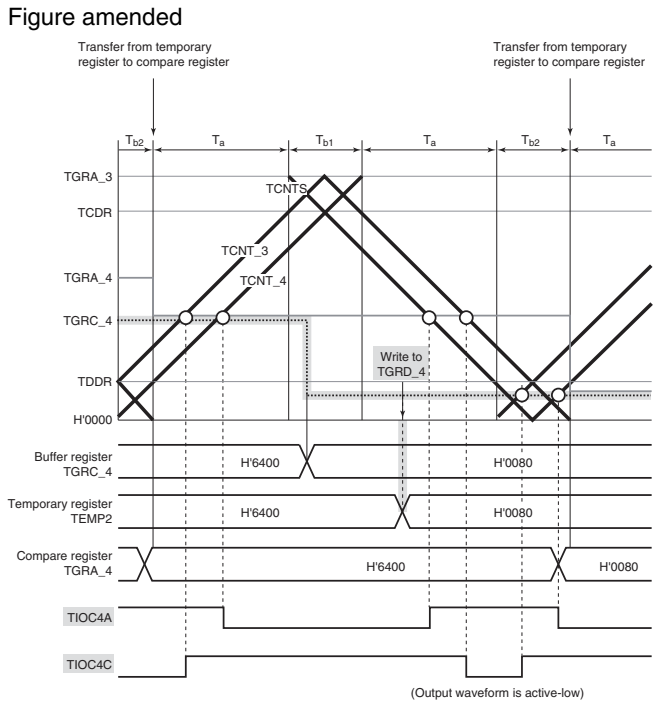 Figure amended
Transfer from temporary
register to compare register
Transfer from temporary
register to compare register
Tb2
Ta
Tb1
Ta
Tb2
Ta
TGRA_3
TCNTS
TCDR
TCNT_3
TGRA_4
TCNT_4
TGRC_4
Write to
TGRD_4
TDDR
H'0000
Buffer register
TGRC_4
H'6400
H'0080
Temporary register
TEMP2
H'6400
H'0080
Compare register
TGRA_4
H'6400
H'0080
TIOC4A
TIOC4C
(Output waveform is active-low)